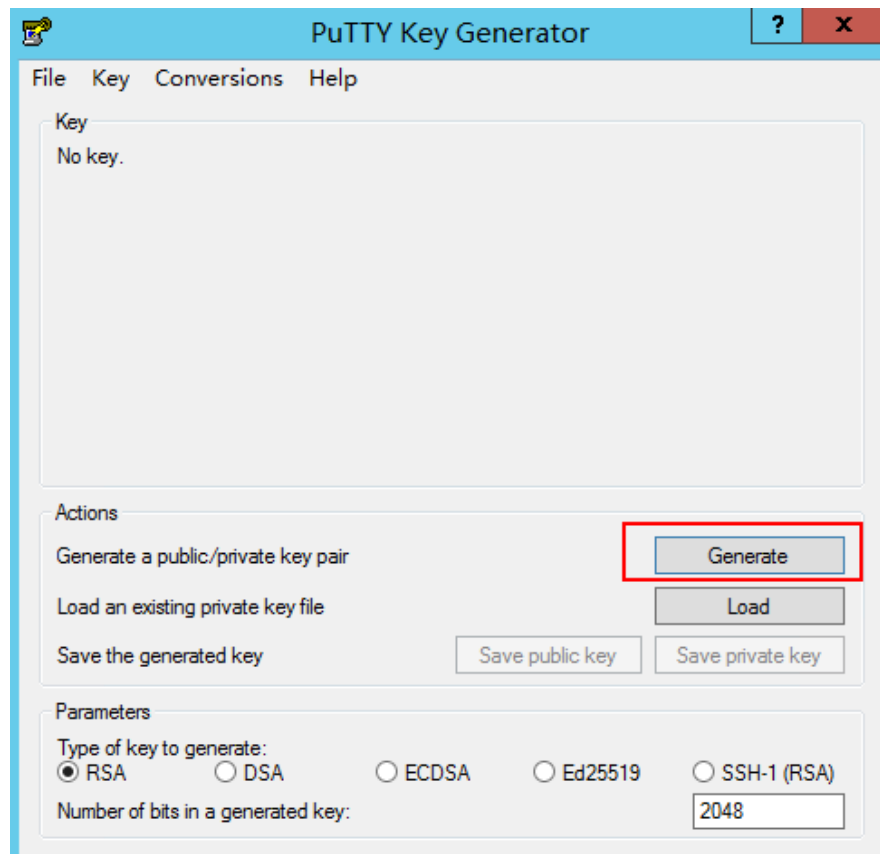 PuTTY Key Generator
? x
File Key Conversions Help
Key
No key.
Actions
Generate a public/private key pair Generate
Load an existing private key file Load
Save the generated key Save public key Save private key
Parameters
Type of key to generate:
RSA DSA ECDSA Ed25519 SSH-1 (RSA)
Number of bits in a generated key: 2048